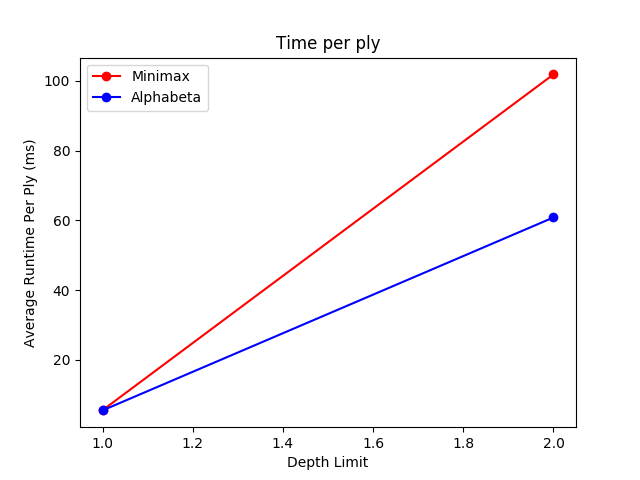 Time per ply
Minimax
Alphabeta
Average Runtime Per Ply (ms)
100
80
60
40
20
1.0 1.2 1.4 1.6 1.8 2.0
Depth Limit